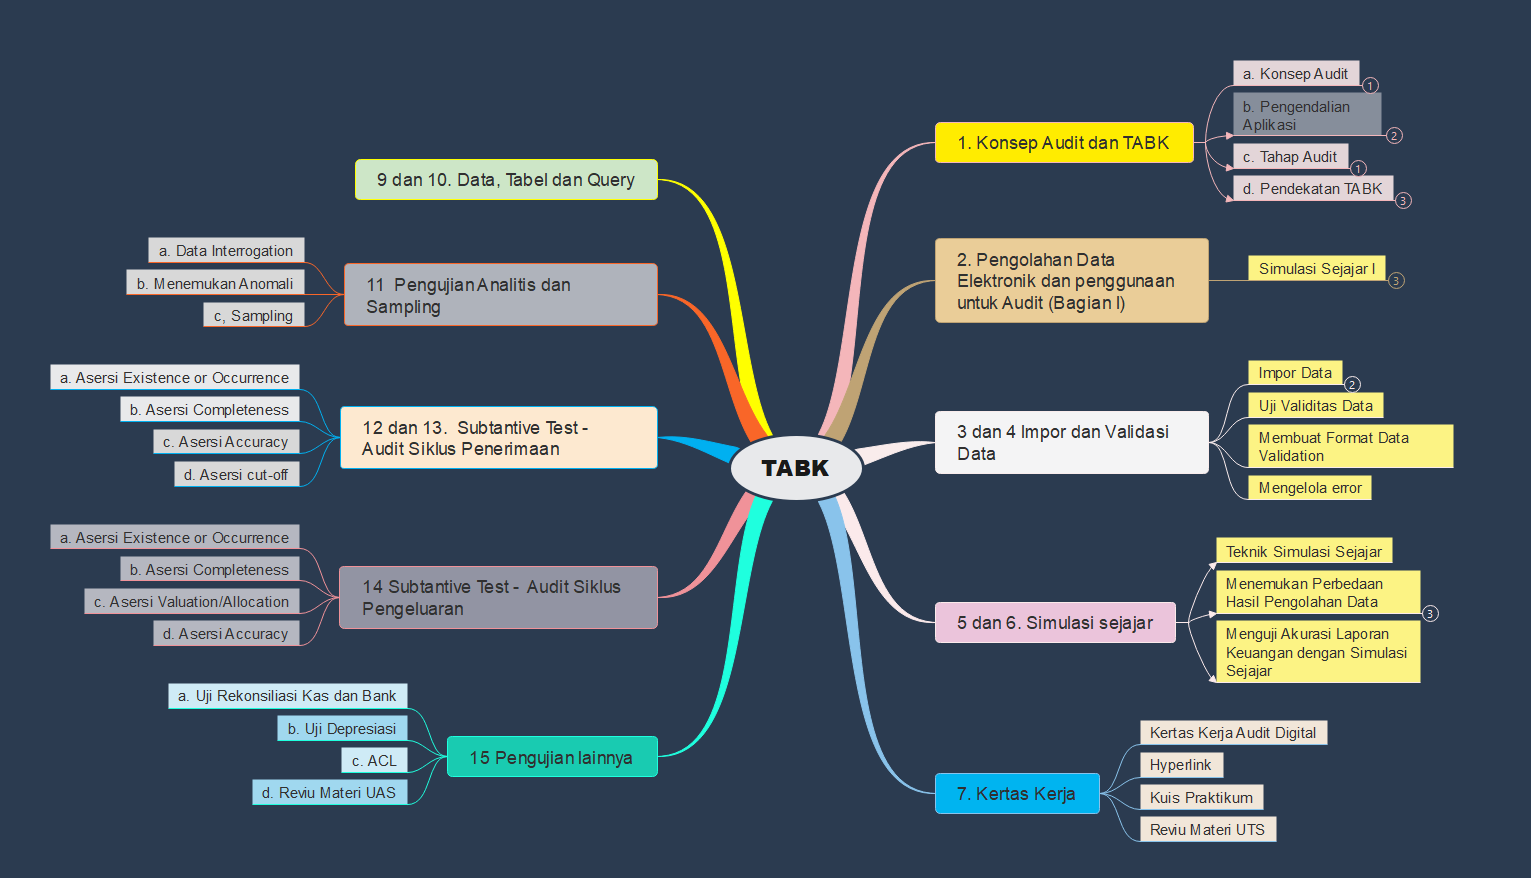 TABK
1. Konsep Audit dan TABK
a. Konsep Audit
1
b. Pengendalian
Aplikasi
2
c. Tahap Audit
1
d. Pendekatan TABK
3
2. Pengolahan Data
Elektronik dan penggunaan
untuk Audit (Bagian I)
Simulasi Sejajar I
3
3 dan 4 Impor dan Validasi
Data
Impor Data
2
Uji Validitas Data
Membuat Format Data
Validation
Mengelola error
5 dan 6. Simulasi sejajar
Teknik Simulasi Sejajar
Menemukan Perbedaan
Hasil Pengolahan Data
3
Menguji Akurasi Laporan
Keuangan dengan Simulasi
Sejajar
7. Kertas Kerja
Kertas Kerja Audit Digital
Hyperlink
Kuis Praktikum
Reviu Materi UTS
9 dan 10. Data, Tabel dan Query
11 Pengujian Analitis dan
Sampling
a. Data Interrogation
b. Menemukan Anomali
c, Sampling
12 dan 13. Subtantive Test -
Audit Siklus Penerimaan
a. Asersi Existence or Occurrence
b. Asersi Completeness
c. Asersi Accuracy
d. Asersi cut-off
14 Subtantive Test - Audit Siklus
Pengeluaran
a. Asersi Existence or Occurrence
b. Asersi Completeness
c. Asersi Valuation/Allocation
d. Asersi Accuracy
15 Pengujian lainnya
a. Uji Rekonsiliasi Kas dan Bank
b. Uji Depresiasi
c. ACL
d. Reviu Materi UAS